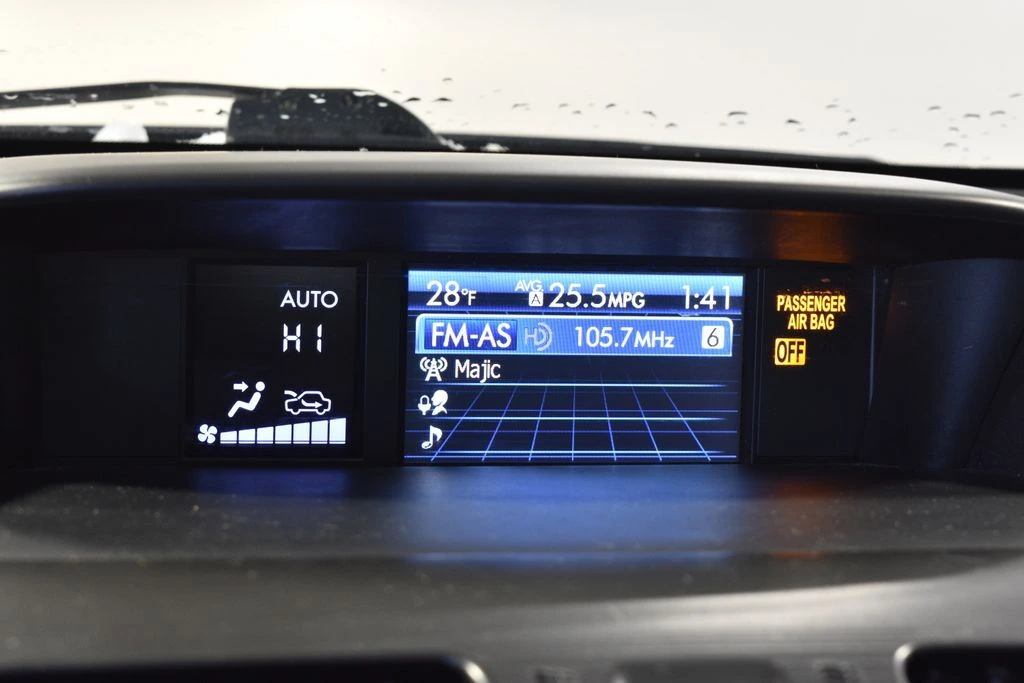 AUTO
HI
28°F AVG A 25.5MPG 1:41
FM-AS HD 105.7MHz 6
Majic
PASSENGER
AIR BAG
OFF